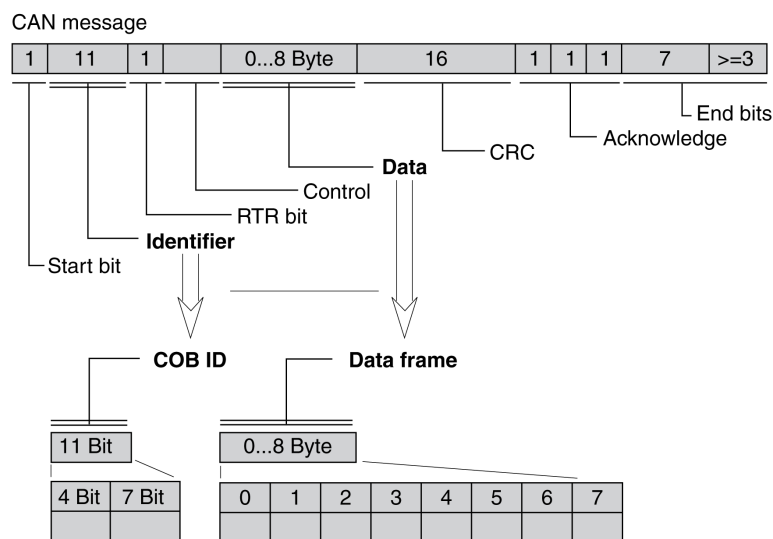 CAN message
1 11 1 0...8 Byte 16 1 1 1 7 >=3
End bits
Acknowledge
CRC
Data
Control
RTR bit
Identifier
Start bit
COB ID Data frame
11 Bit 0...8 Byte
4 Bit 7 Bit 0 1 2 3 4 5 6 7